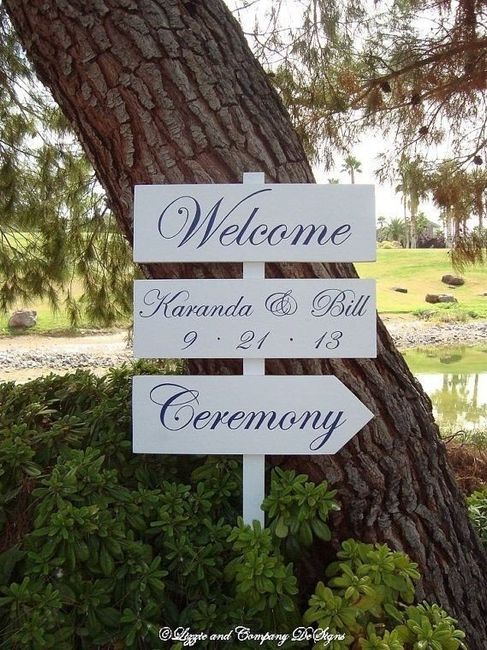 Welcome
Karanda & Bill
9 · 21 · 13
Ceremony
©Lizzie and Company DeSigns